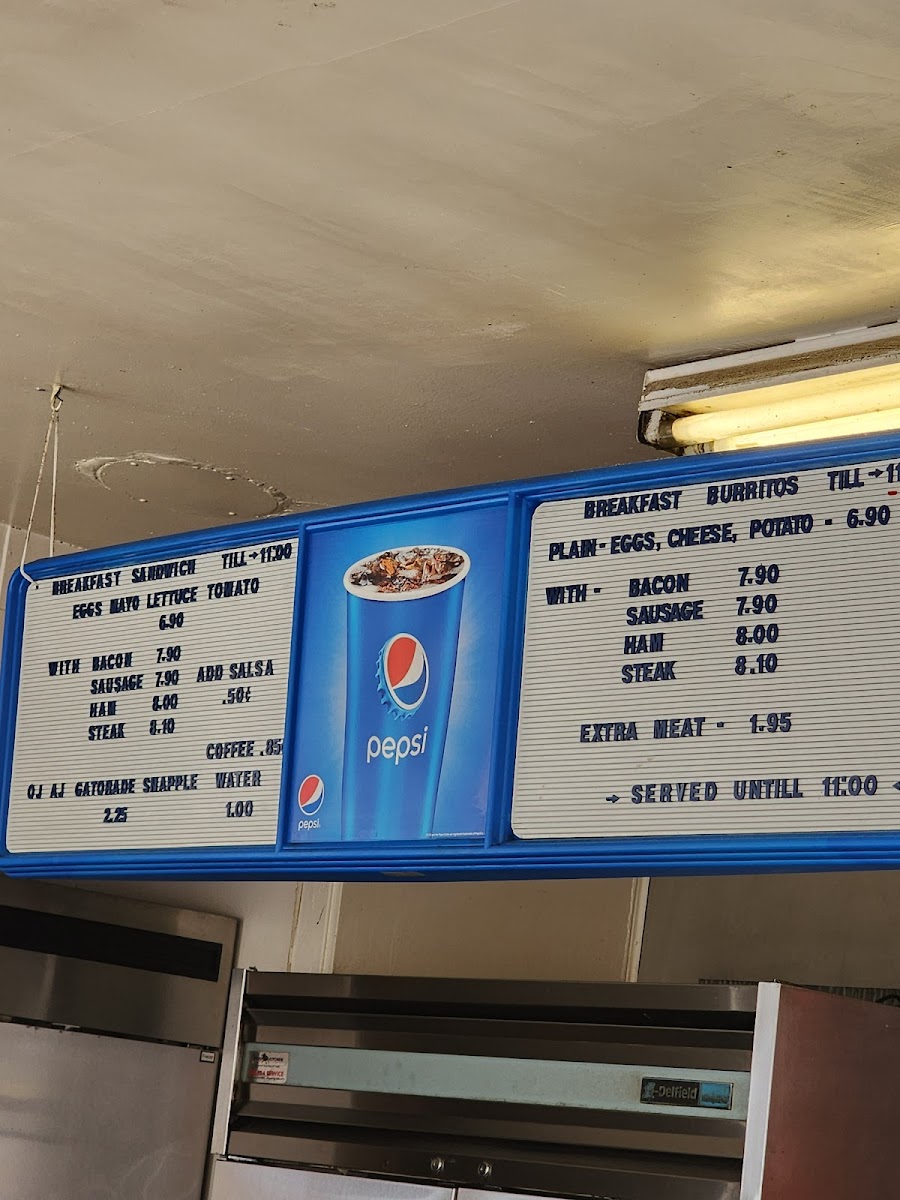 BREAKFAST SANDWICH TILL→11:00
EGGS MAYO LETTUCE TOMATO
6.90
WITH BACON 7.90
SAUSAGE 7.90
HAM 8.00
STEAK 8.10
ADD SALSA
.50¢
COFFEE .85
OJ AJ GATORADE SNAPPLE WATER
2.25 1.00
pepsi
pepsi.
BREAKFAST BURRITOS TILL→11
PLAIN-EGGS, CHEESE, POTATO - 6.90
WITH - BACON 7.90
SAUSAGE 7.90
HAM 8.00
STEAK 8.10
EXTRA MEAT - 1.95
→ SERVED UNTILL 11:00 ←
Delfield